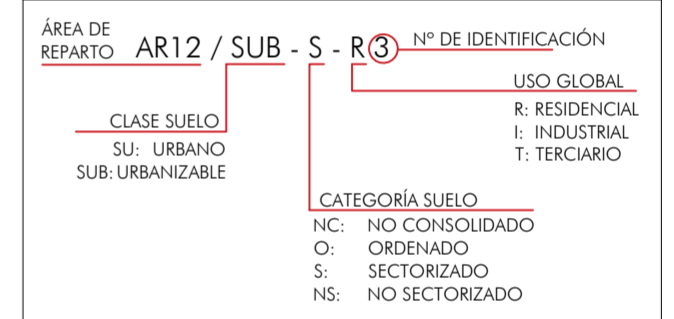 ÁREA DE
REPARTO AR12 / SUB - S - R3 Nº DE IDENTIFICACIÓN
USO GLOBAL
R: RESIDENCIAL
I: INDUSTRIAL
T: TERCIARIO
CLASE SUELO
SU: URBANO
SUB: URBANIZABLE
CATEGORÍA SUELO
NC: NO CONSOLIDADO
O: ORDENADO
S: SECTORIZADO
NS: NO SECTORIZADO